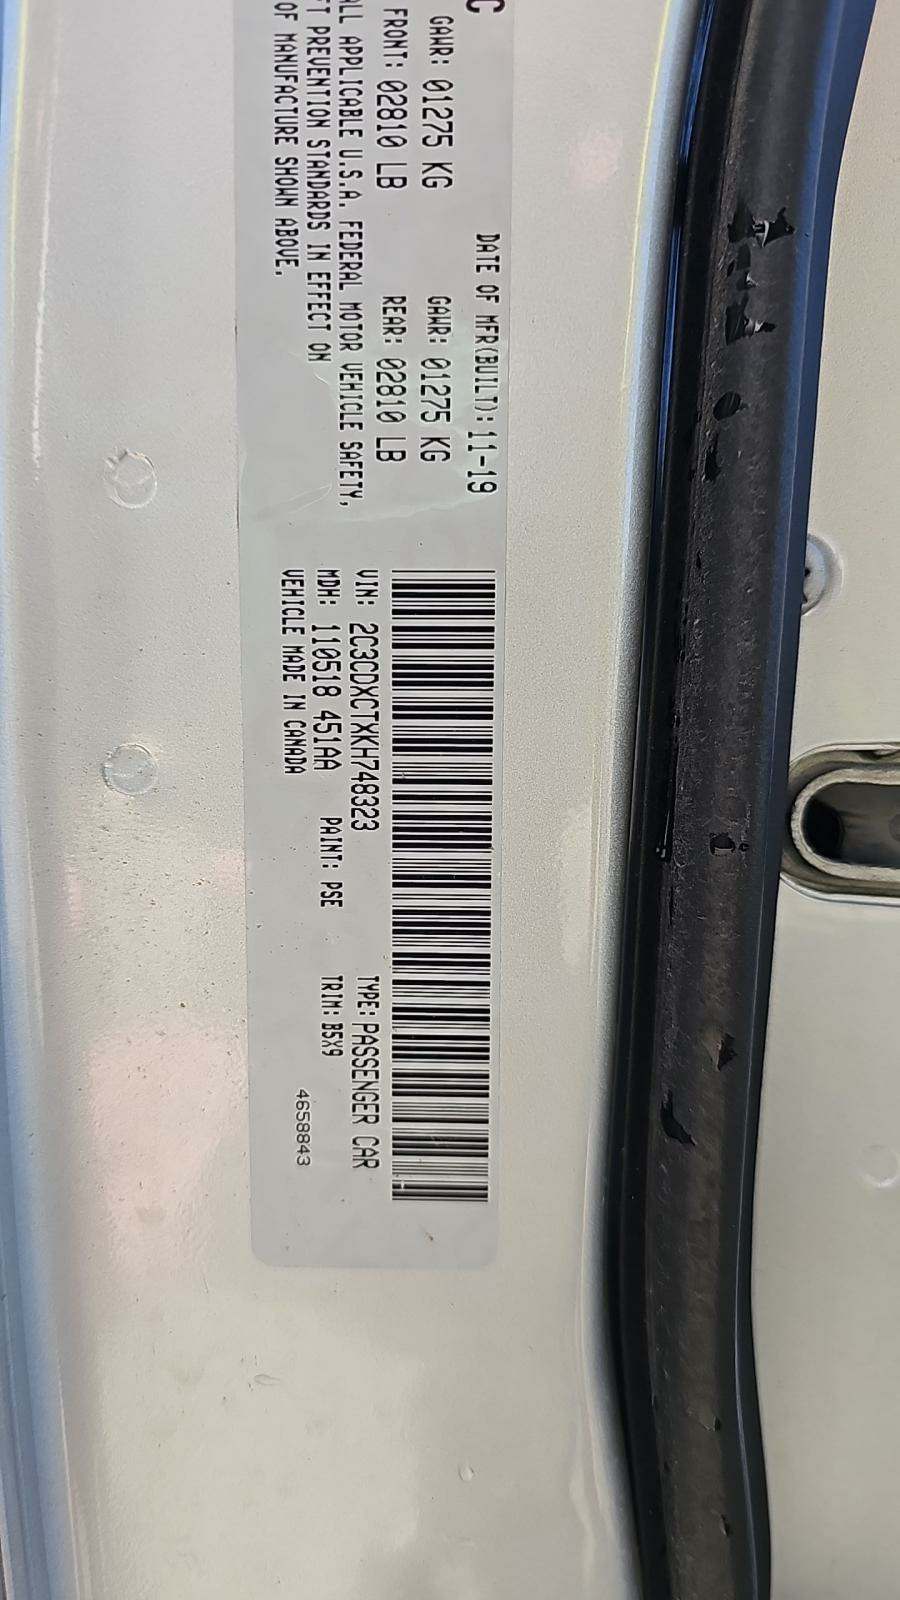 C
DATE OF MFR(BUILT): 11-19
GAWR: 01275 KG GAWR: 01275 KG
FRONT: 02810 LB REAR: 02810 LB
ALL APPLICABLE U.S.A. FEDERAL MOTOR VEHICLE SAFETY,
FT PREVENTION STANDARDS IN EFFECT ON
OF MANUFACTURE SHOWN ABOVE.
VIN: 2C3CDXCTXKH748323 TYPE: PASSENGER CAR
MDH: 110518 451AA PAINT: PSE TRIM: B5X9
VEHICLE MADE IN CANADA 4658843